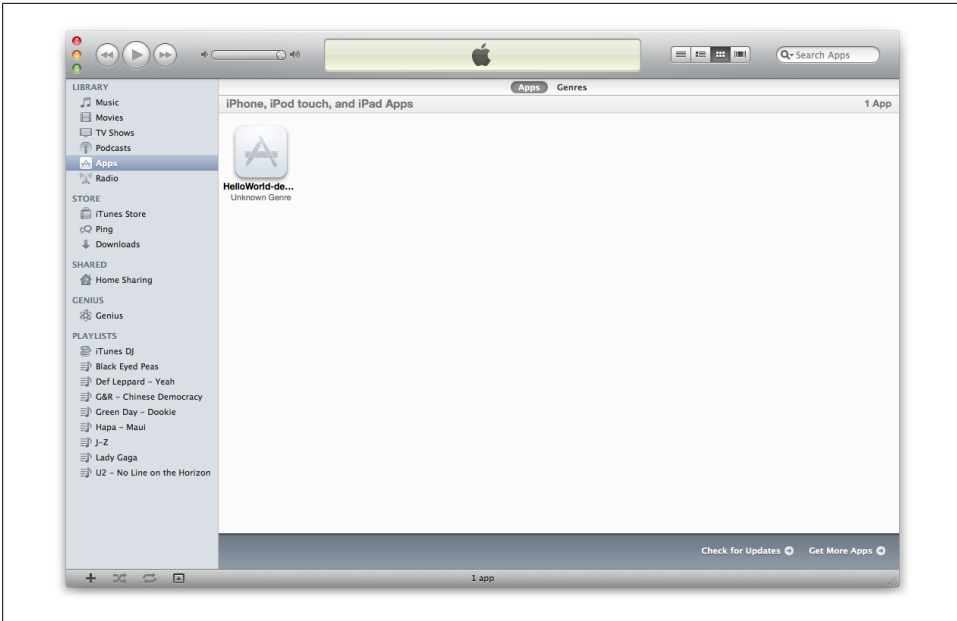 Search Apps
LIBRARY
Music
Movies
TV Shows
Podcasts
Apps
Radio
STORE
iTunes Store
Ping
Downloads
SHARED
Home Sharing
GENIUS
Genius
PLAYLISTS
iTunes DJ
Black Eyed Peas
Def Leppard – Yeah
G&R – Chinese Democracy
Green Day – Dookie
Hapa – Maui
J-Z
Lady Gaga
U2 – No Line on the Horizon
Apps Genres
iPhone, iPod touch, and iPad Apps 1 App
HelloWorld-de...
Unknown Genre
Check for Updates Get More Apps
1 app